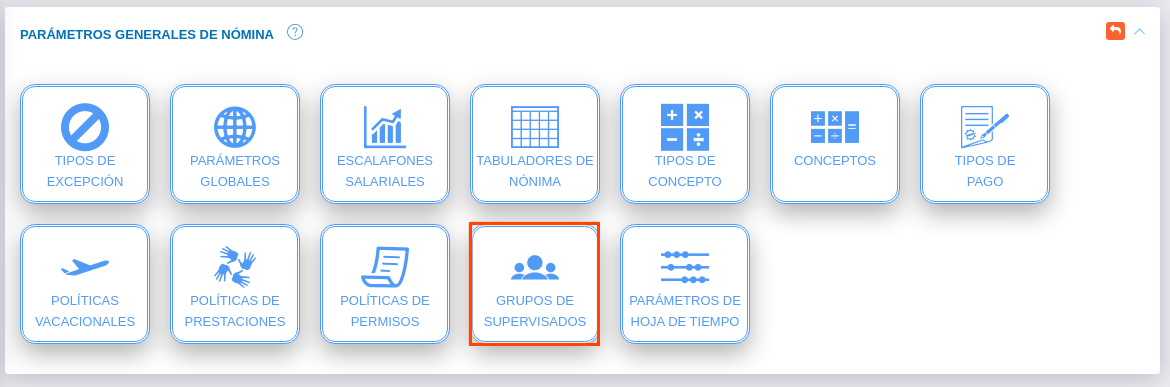 PARÁMETROS GENERALES DE NÓMINA ?
TIPOS DE
EXCEPCIÓN
PARÁMETROS
GLOBALES
ESCALAFONES
SALARIALES
TABULADORES DE
NÓNIMA
TIPOS DE
CONCEPTO
CONCEPTOS
TIPOS DE
PAGO
POLÍTICAS
VACACIONALES
POLÍTICAS DE
PRESTACIONES
POLÍTICAS DE
PERMISOS
GRUPOS DE
SUPERVISADOS
PARÁMETROS DE
HOJA DE TIEMPO